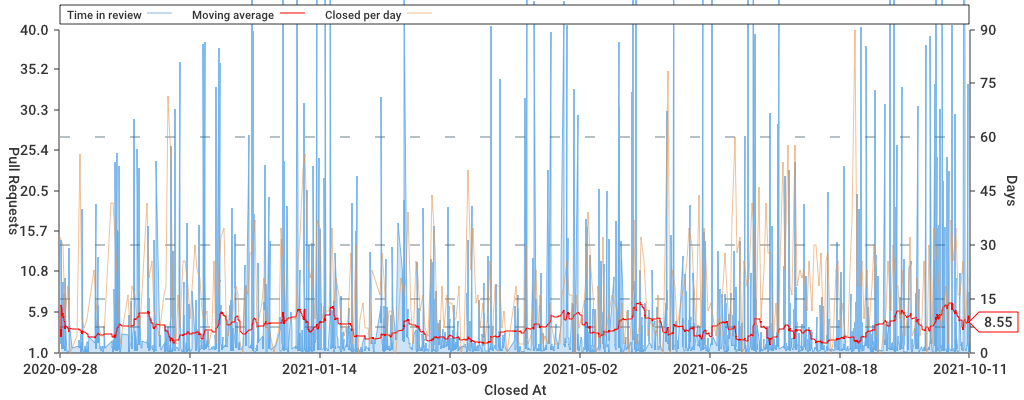 Time in review Moving average Closed per day
40.0 90
35.2 75
30.3
25.4 60
20.5 45
15.7 30
10.8
5.9 15
8.55
1.0 0
Pull Requests
Days
2020-09-28 2020-11-21 2021-01-14 2021-03-09 2021-05-02 2021-06-25 2021-08-18 2021-10-11
Closed At